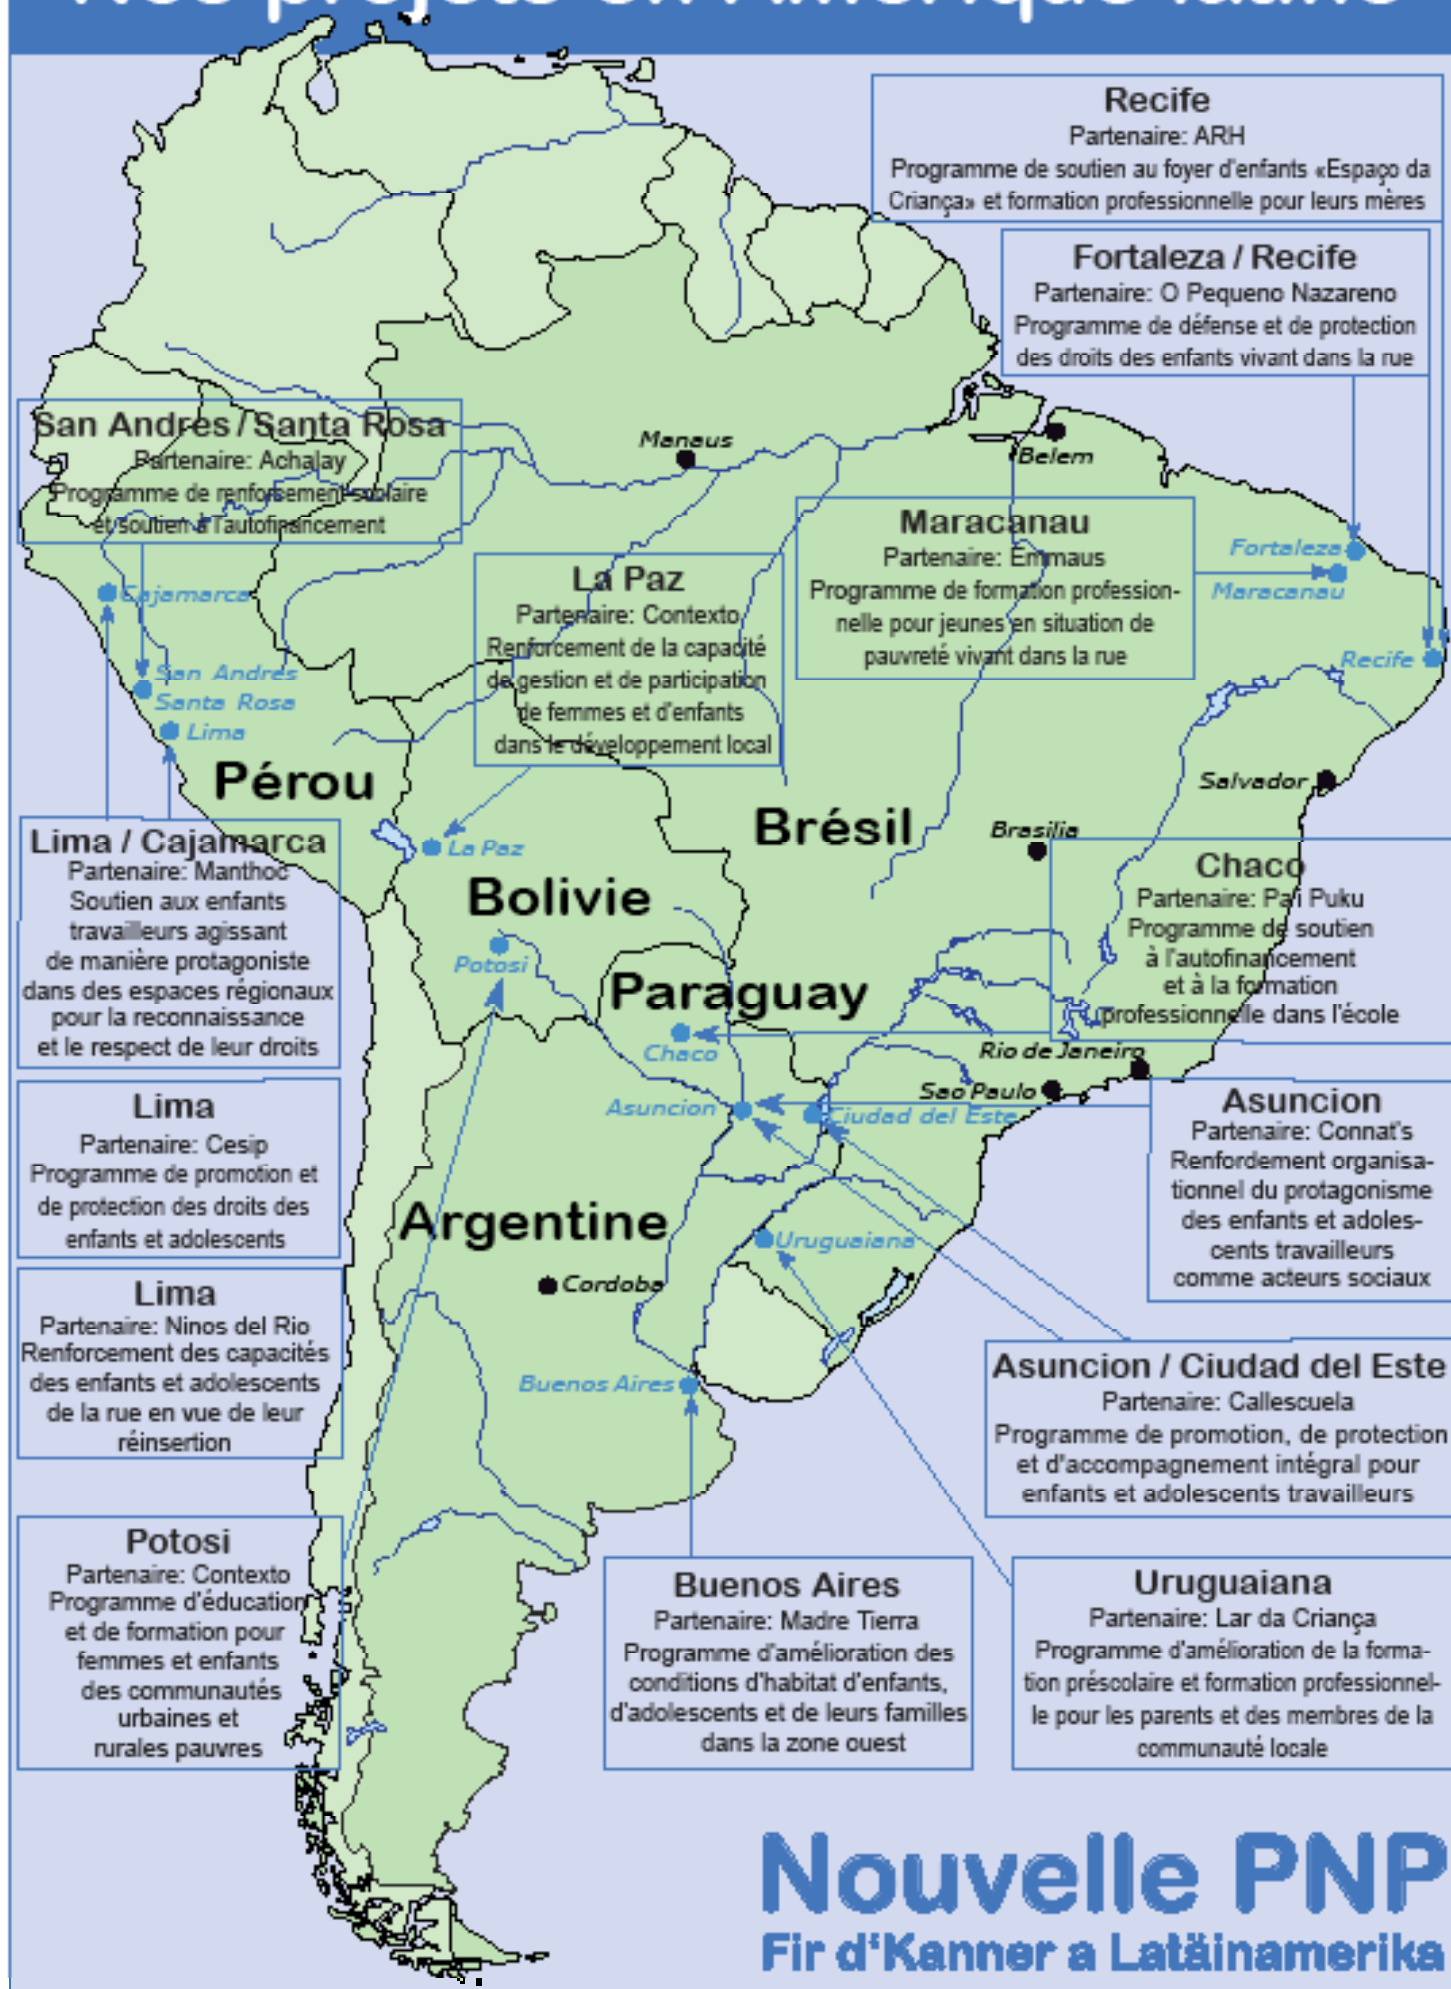 Nos projets en Amérique latine
Recife
Partenaire: ARH
Programme de soutien au foyer d'enfants «Espaço da
Criança» et formation professionnelle pour leurs mères
Fortaleza / Recife
Partenaire: O Pequeno Nazareno
Programme de défense et de protection
des droits des enfants vivant dans la rue
San Andres / Santa Rosa
Partenaire: Achalay
Programme de renforcement scolaire
et soutien à l'autofinancement
Manaus
Belem
Maracanau
Partenaire: Emmaus
Programme de formation profession-
nelle pour jeunes en situation de
pauvreté vivant dans la rue
Fortaleza
Maracanau
Recife
La Paz
Partenaire: Contexto
Renforcement de la capacité
de gestion et de participation
de femmes et d'enfants
dans le développement local
Cajamarca
San Andres
Santa Rosa
Lima
Pérou
Salvador
Brésil
Brasilia
La Paz
Bolivie
Potosi
Lima / Cajamarca
Partenaire: Manthoc
Soutien aux enfants
travailleurs agissant
de manière protagoniste
dans des espaces régionaux
pour la reconnaissance
et le respect de leur droits
Chaco
Partenaire: Pa'i Puku
Programme de soutien
à l'autofinancement
et à la formation
professionnelle dans l'école
Paraguay
Chaco
Rio de Janeiro
Sao Paulo
Asuncion
Ciudad del Este
Lima
Partenaire: Cesip
Programme de promotion et
de protection des droits des
enfants et adolescents
Asuncion
Partenaire: Connat's
Renfordement organisa-
tionnel du protagonisme
des enfants et adoles-
cents travailleurs
comme acteurs sociaux
Argentine
Uruguaiana
Cordoba
Lima
Partenaire: Ninos del Rio
Renforcement des capacités
des enfants et adolescents
de la rue en vue de leur
réinsertion
Buenos Aires
Asuncion / Ciudad del Este
Partenaire: Callescuela
Programme de promotion, de protection
et d'accompagnement intégral pour
enfants et adolescents travailleurs
Potosi
Partenaire: Contexto
Programme d'éducation
et de formation pour
femmes et enfants
des communautés
urbaines et
rurales pauvres
Buenos Aires
Partenaire: Madre Tierra
Programme d'amélioration des
conditions d'habitat d'enfants,
d'adolescents et de leurs familles
dans la zone ouest
Uruguaiana
Partenaire: Lar da Criança
Programme d'amélioration de la forma-
tion préscolaire et formation professionnel-
le pour les parents et des membres de la
communauté locale
Nouvelle PNP
Fir d'Kanner a Latäinamerika